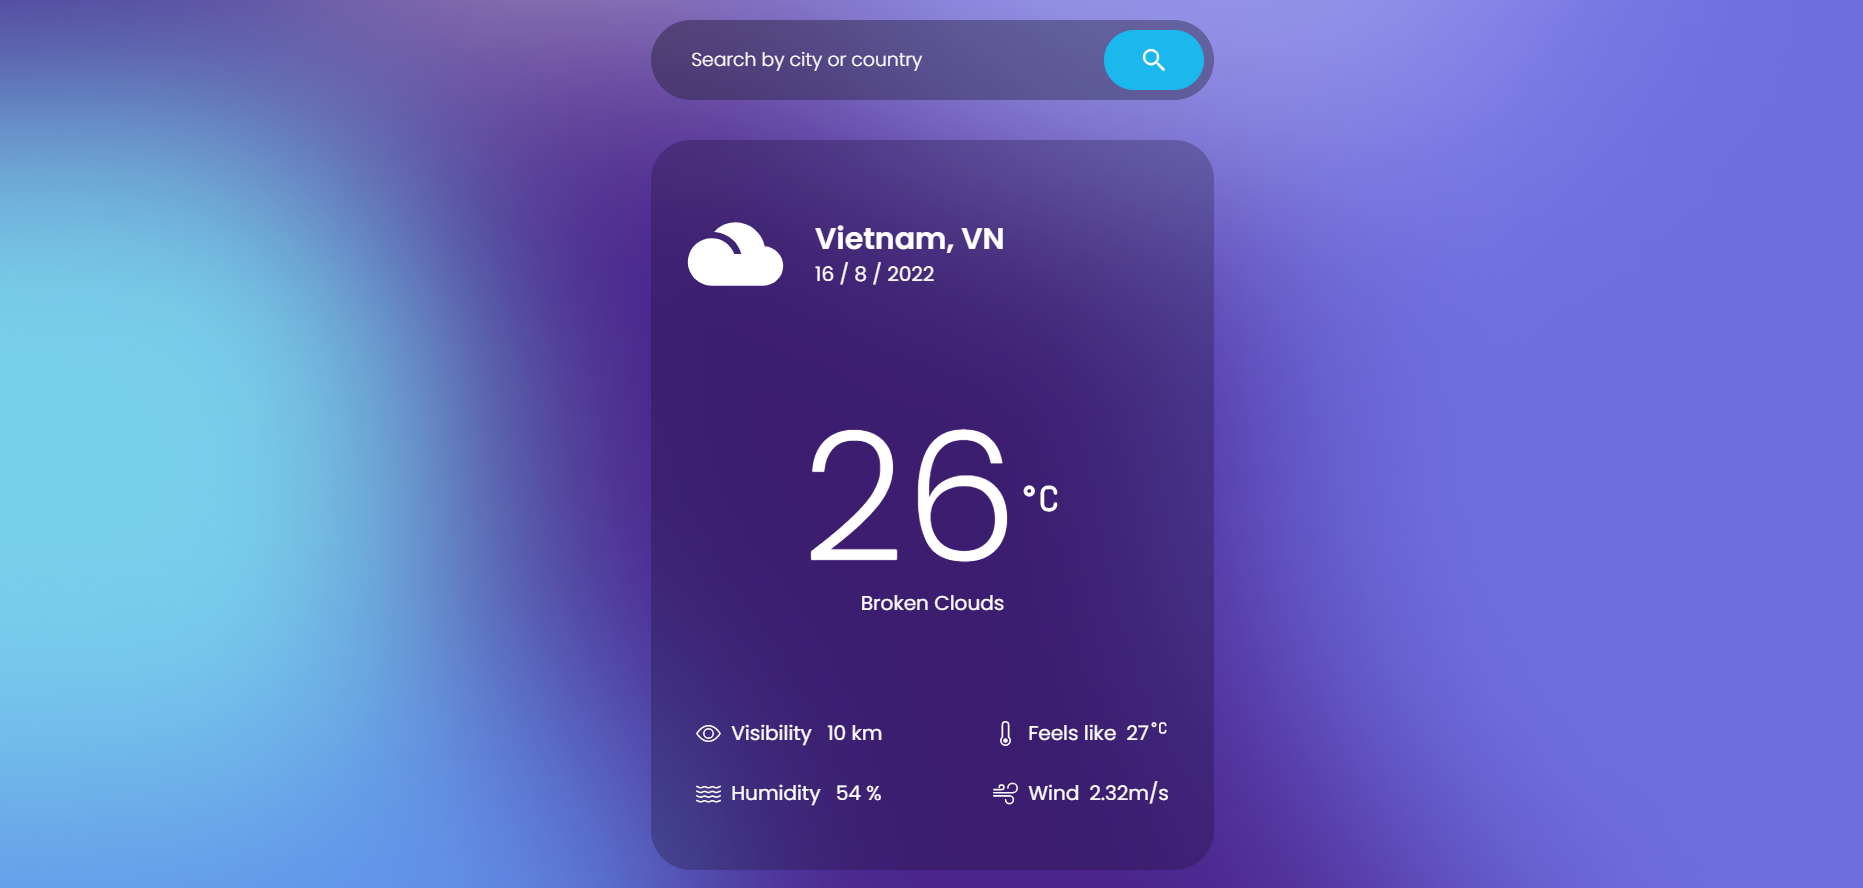 Search by city or country
Vietnam, VN
16 / 8 / 2022
26 °C
Broken Clouds
Visibility 10 km
Feels like 27 °C
Humidity 54 %
Wind 2.32m/s